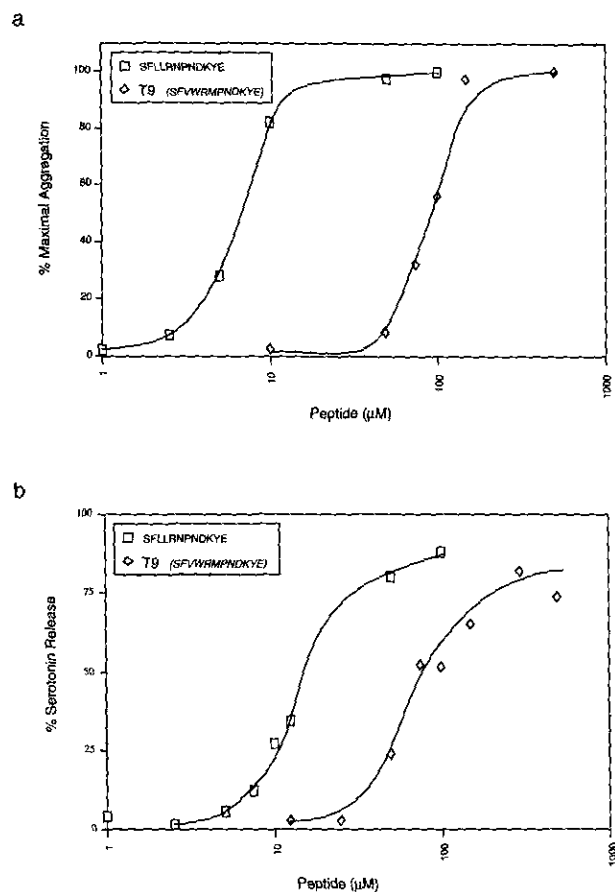 a
SFLLRNPNDKYE
T9 (SFVWRMPNDKYE)
100
80
60
40
20
0
% Maximal Aggregation
1
10
100
1000
Peptide (µM)
b
SFLLRNPNDKYE
T9 (SFVWRMPNDKYE)
100
75
50
25
0
% Serotonin Release
1
10
100
1000
Peptide (µM)